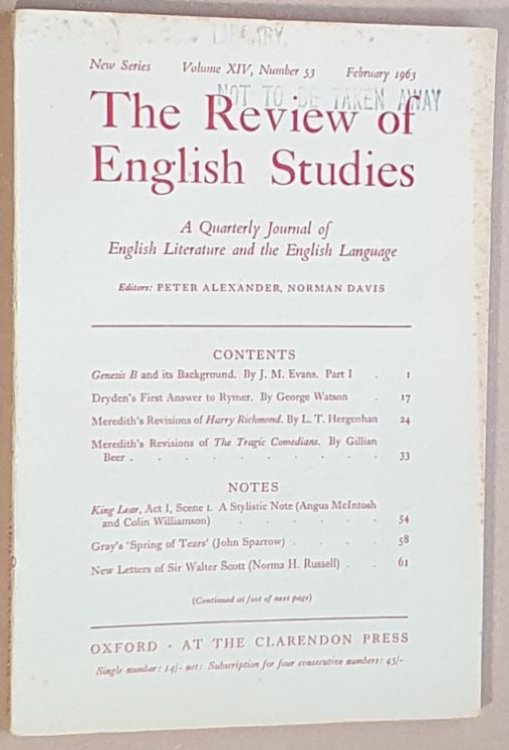 LIBRARY.
New Series Volume XIV, Number 53 February 1963
NOT TO BE TAKEN AWAY
The Review of
English Studies
A Quarterly Journal of
English Literature and the English Language
Editors: PETER ALEXANDER, NORMAN DAVIS
CONTENTS
Genesis B and its Background. By J. M. Evans. Part I . 1
Dryden's First Answer to Rymer. By George Watson . 17
Meredith's Revisions of Harry Richmond. By L. T. Hergenhan 24
Meredith's Revisions of The Tragic Comedians. By Gillian
Beer . . . . . . . . . . 33
NOTES
King Lear, Act I, Scene 1. A Stylistic Note (Angus McIntosh
and Colin Williamson) . . . . . . 54
Gray's 'Spring of Tears' (John Sparrow) . . . . 58
New Letters of Sir Walter Scott (Norma H. Russell) . . 61
(Continued at foot of next page)
OXFORD · AT THE CLARENDON PRESS
Single number: 14/- net: Subscription for four consecutive numbers: 45/-